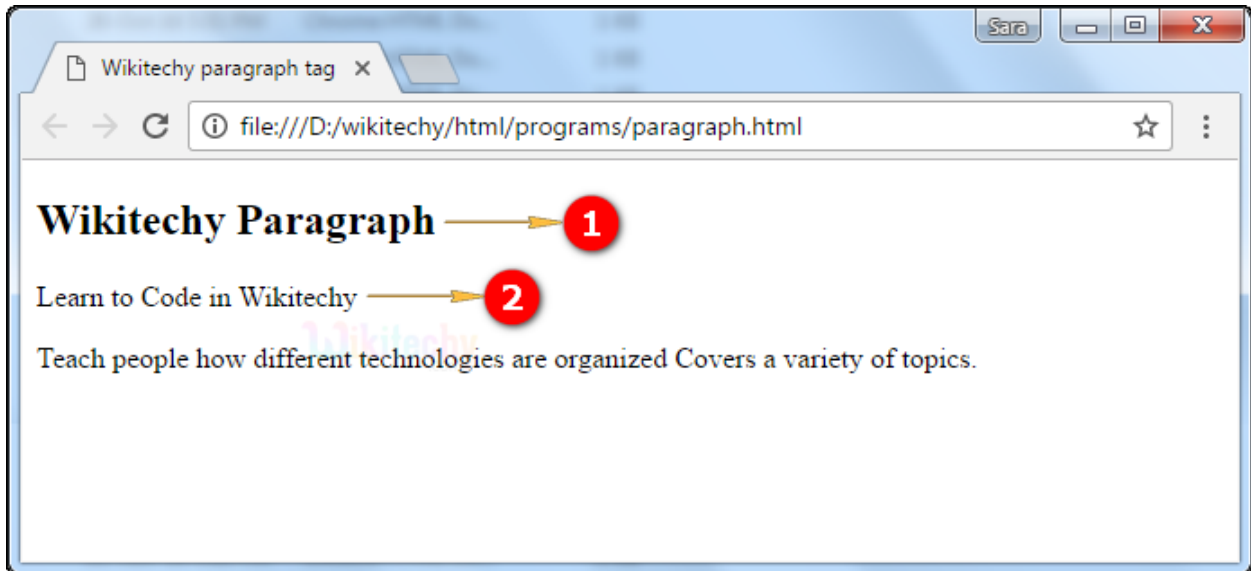 Sara
Wikitechy paragraph tag
file:///D:/wikitechy/html/programs/paragraph.html
Wikitechy Paragraph 1
Learn to Code in Wikitechy 2
Wikitechy
Teach people how different technologies are organized Covers a variety of topics.